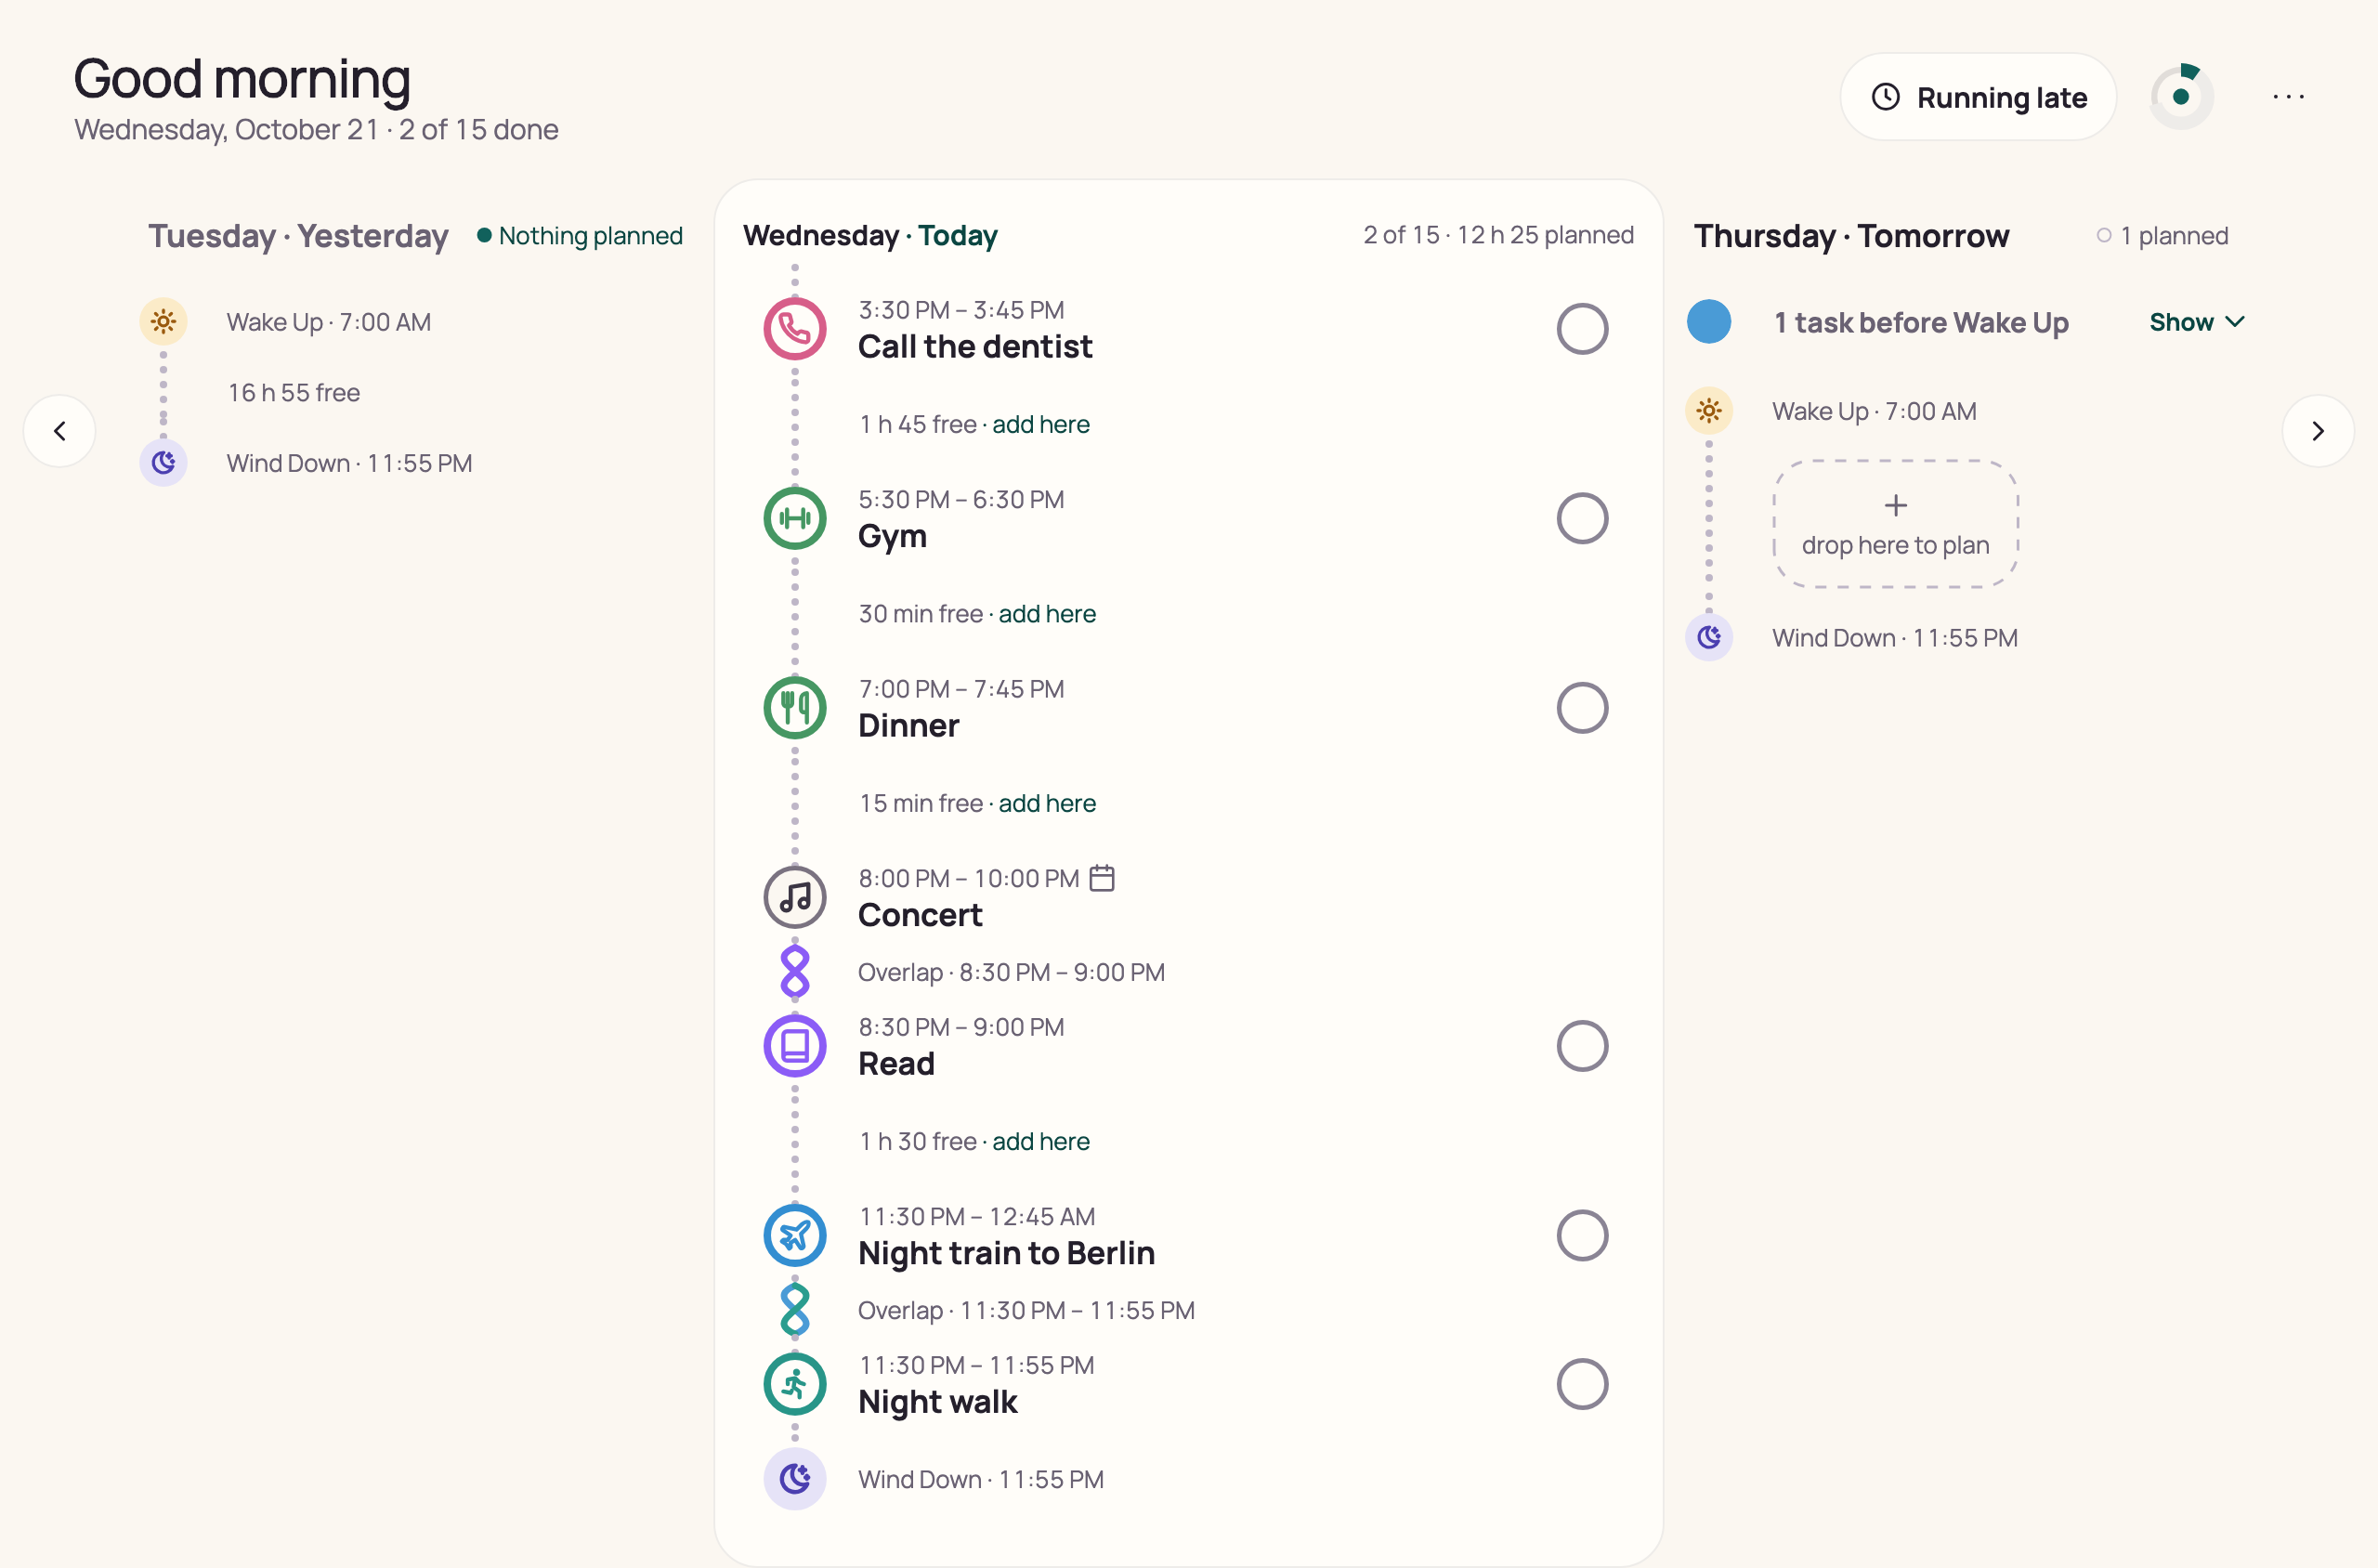 Good morning
Wednesday, October 21 · 2 of 15 done
Running late
Tuesday · Yesterday
Nothing planned
Wake Up · 7:00 AM
16 h 55 free
Wind Down · 11:55 PM
Wednesday · Today
2 of 15 · 12 h 25 planned
3:30 PM – 3:45 PM
Call the dentist
1 h 45 free · add here
5:30 PM – 6:30 PM
Gym
30 min free · add here
7:00 PM – 7:45 PM
Dinner
15 min free · add here
8:00 PM – 10:00 PM
Concert
Overlap · 8:30 PM – 9:00 PM
8:30 PM – 9:00 PM
Read
1 h 30 free · add here
11:30 PM – 12:45 AM
Night train to Berlin
Overlap · 11:30 PM – 11:55 PM
11:30 PM – 11:55 PM
Night walk
Wind Down · 11:55 PM
Thursday · Tomorrow
1 planned
1 task before Wake Up
Show
Wake Up · 7:00 AM
drop here to plan
Wind Down · 11:55 PM